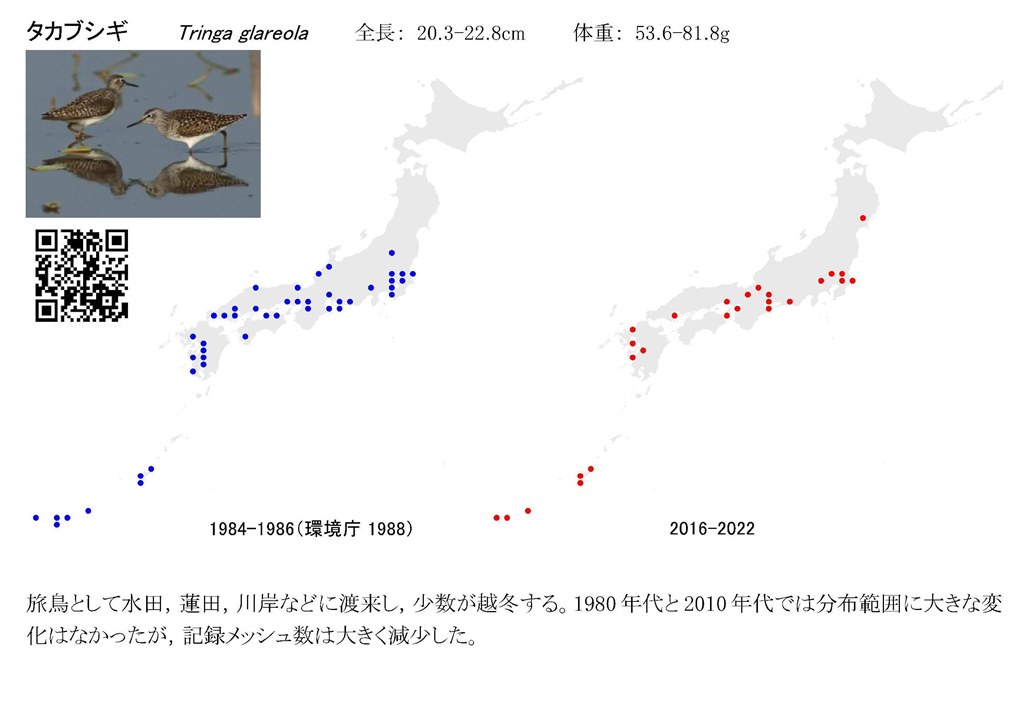 タカブシギ Tringa glareola 全長： 20.3-22.8cm 体重： 53.6-81.8g
1984-1986（環境庁 1988） 2016-2022
旅鳥として水田，蓮田，川岸などに渡来し，少数が越冬する。1980 年代と 2010 年代では分布範囲に大きな変
化はなかったが，記録メッシュ数は大きく減少した。